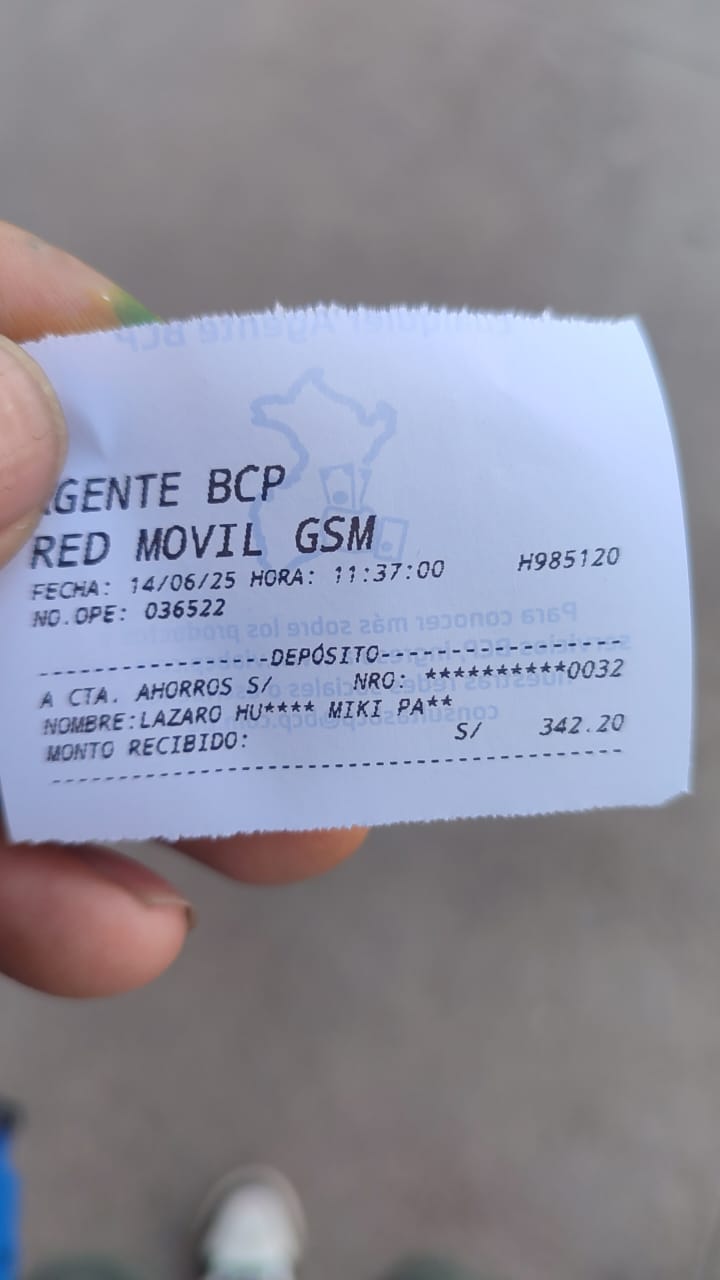 AGENTE BCP
RED MOVIL GSM
FECHA: 14/06/25 HORA: 11:37:00 H985120
NO.OPE: 036522
------------------DEPÓSITO--------------------
A CTA. AHORROS S/ NRO: **********0032
NOMBRE:LAZARO HU**** MIKI PA**
MONTO RECIBIDO: S/ 342.20